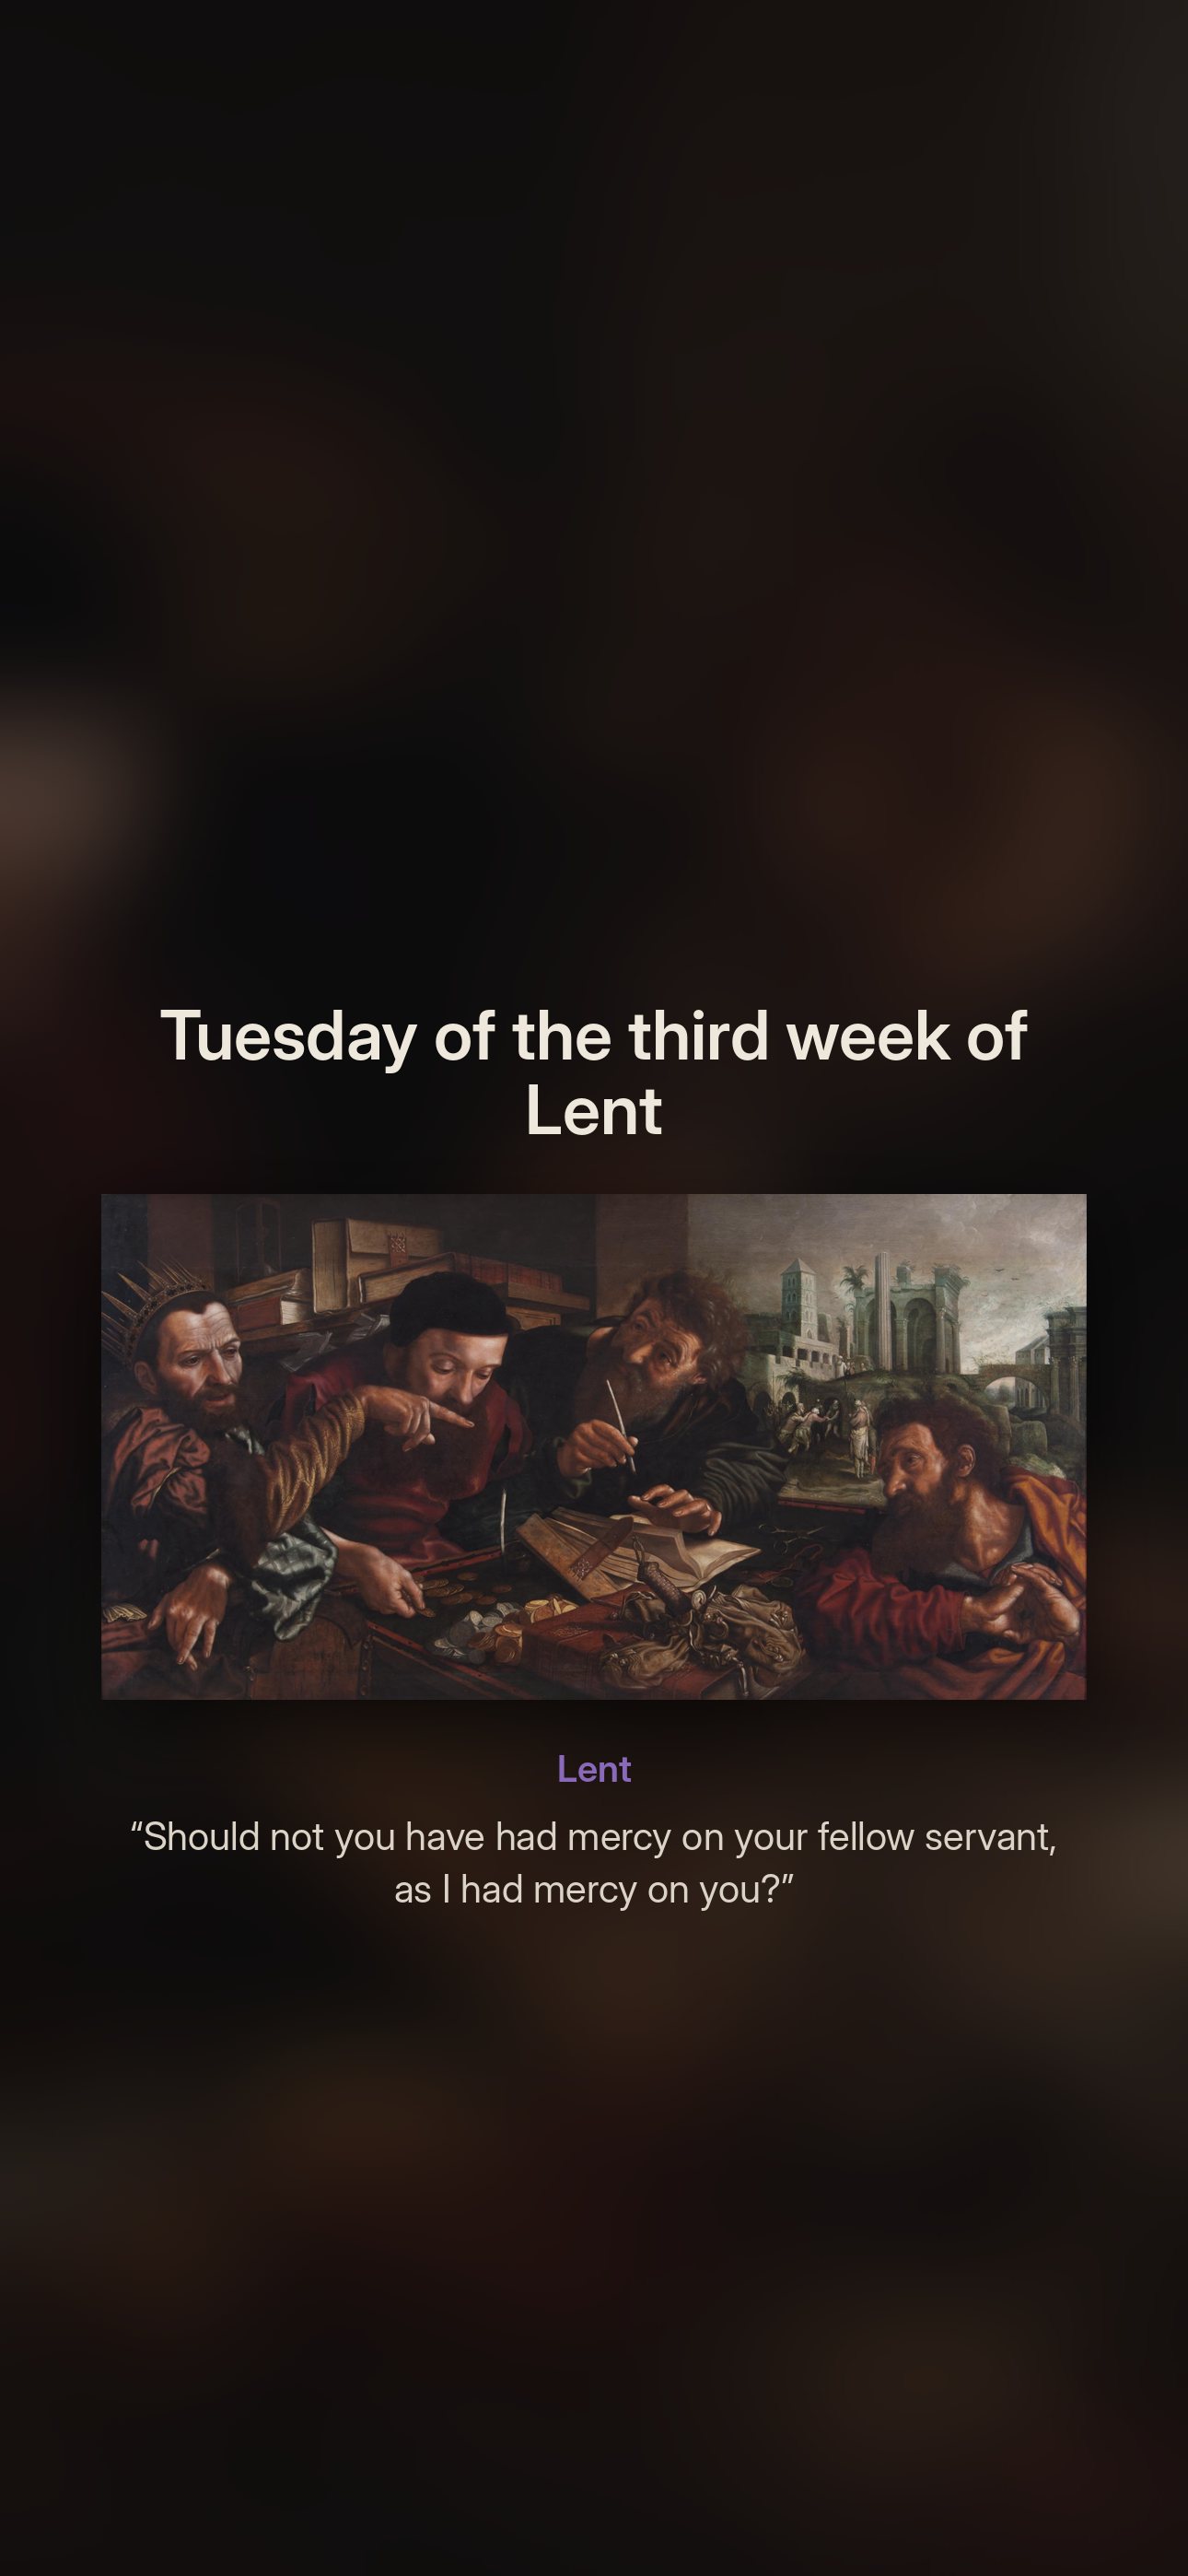 Tuesday of the third week of
Lent
Lent
“Should not you have had mercy on your fellow servant,
as I had mercy on you?”